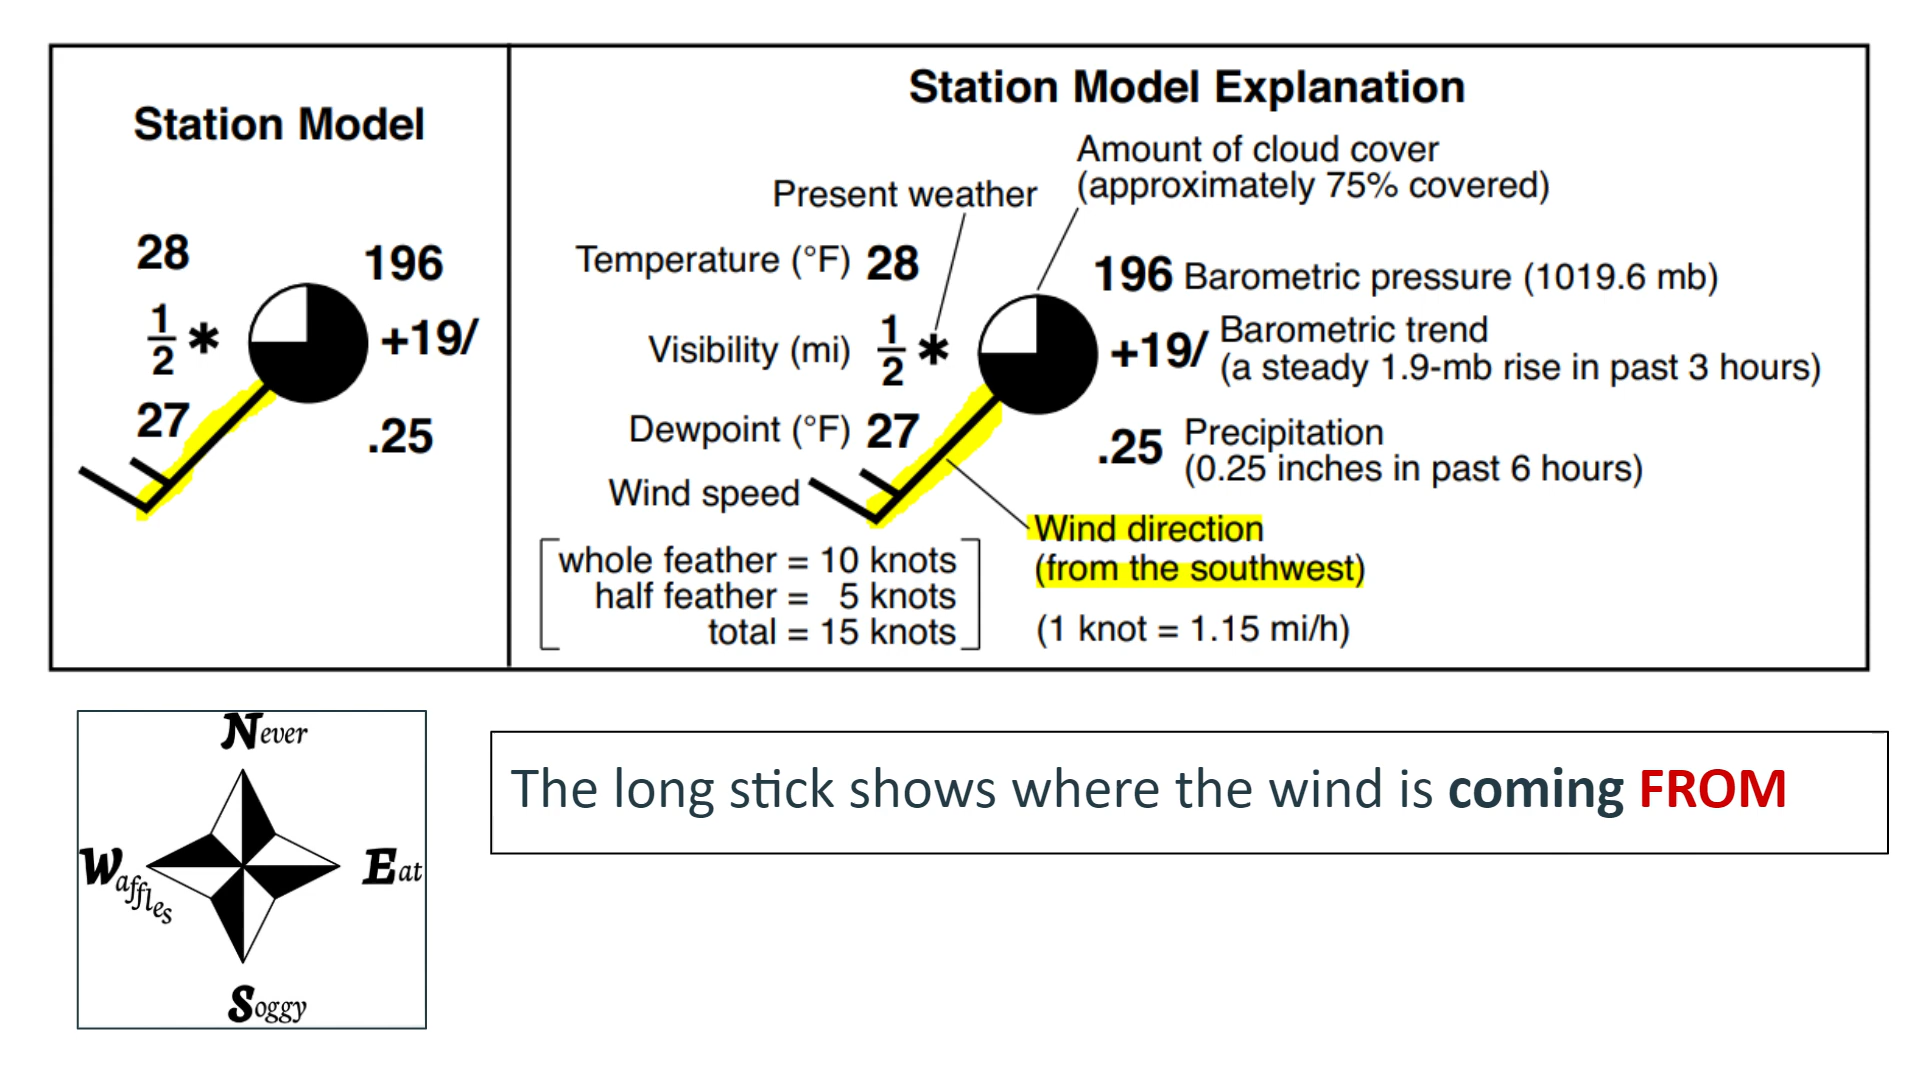 Station Model
28
196
1/2 *
+19/
27
.25
Station Model Explanation
Amount of cloud cover
(approximately 75% covered)
Present weather
Temperature (°F) 28
196 Barometric pressure (1019.6 mb)
Visibility (mi) 1/2 *
+19/ Barometric trend
(a steady 1.9-mb rise in past 3 hours)
Dewpoint (°F) 27
.25 Precipitation
(0.25 inches in past 6 hours)
Wind speed
whole feather = 10 knots
half feather = 5 knots
total = 15 knots
Wind direction
(from the southwest)
(1 knot = 1.15 mi/h)
Never
Waffles
Eat
Soggy
The long stick shows where the wind is coming FROM